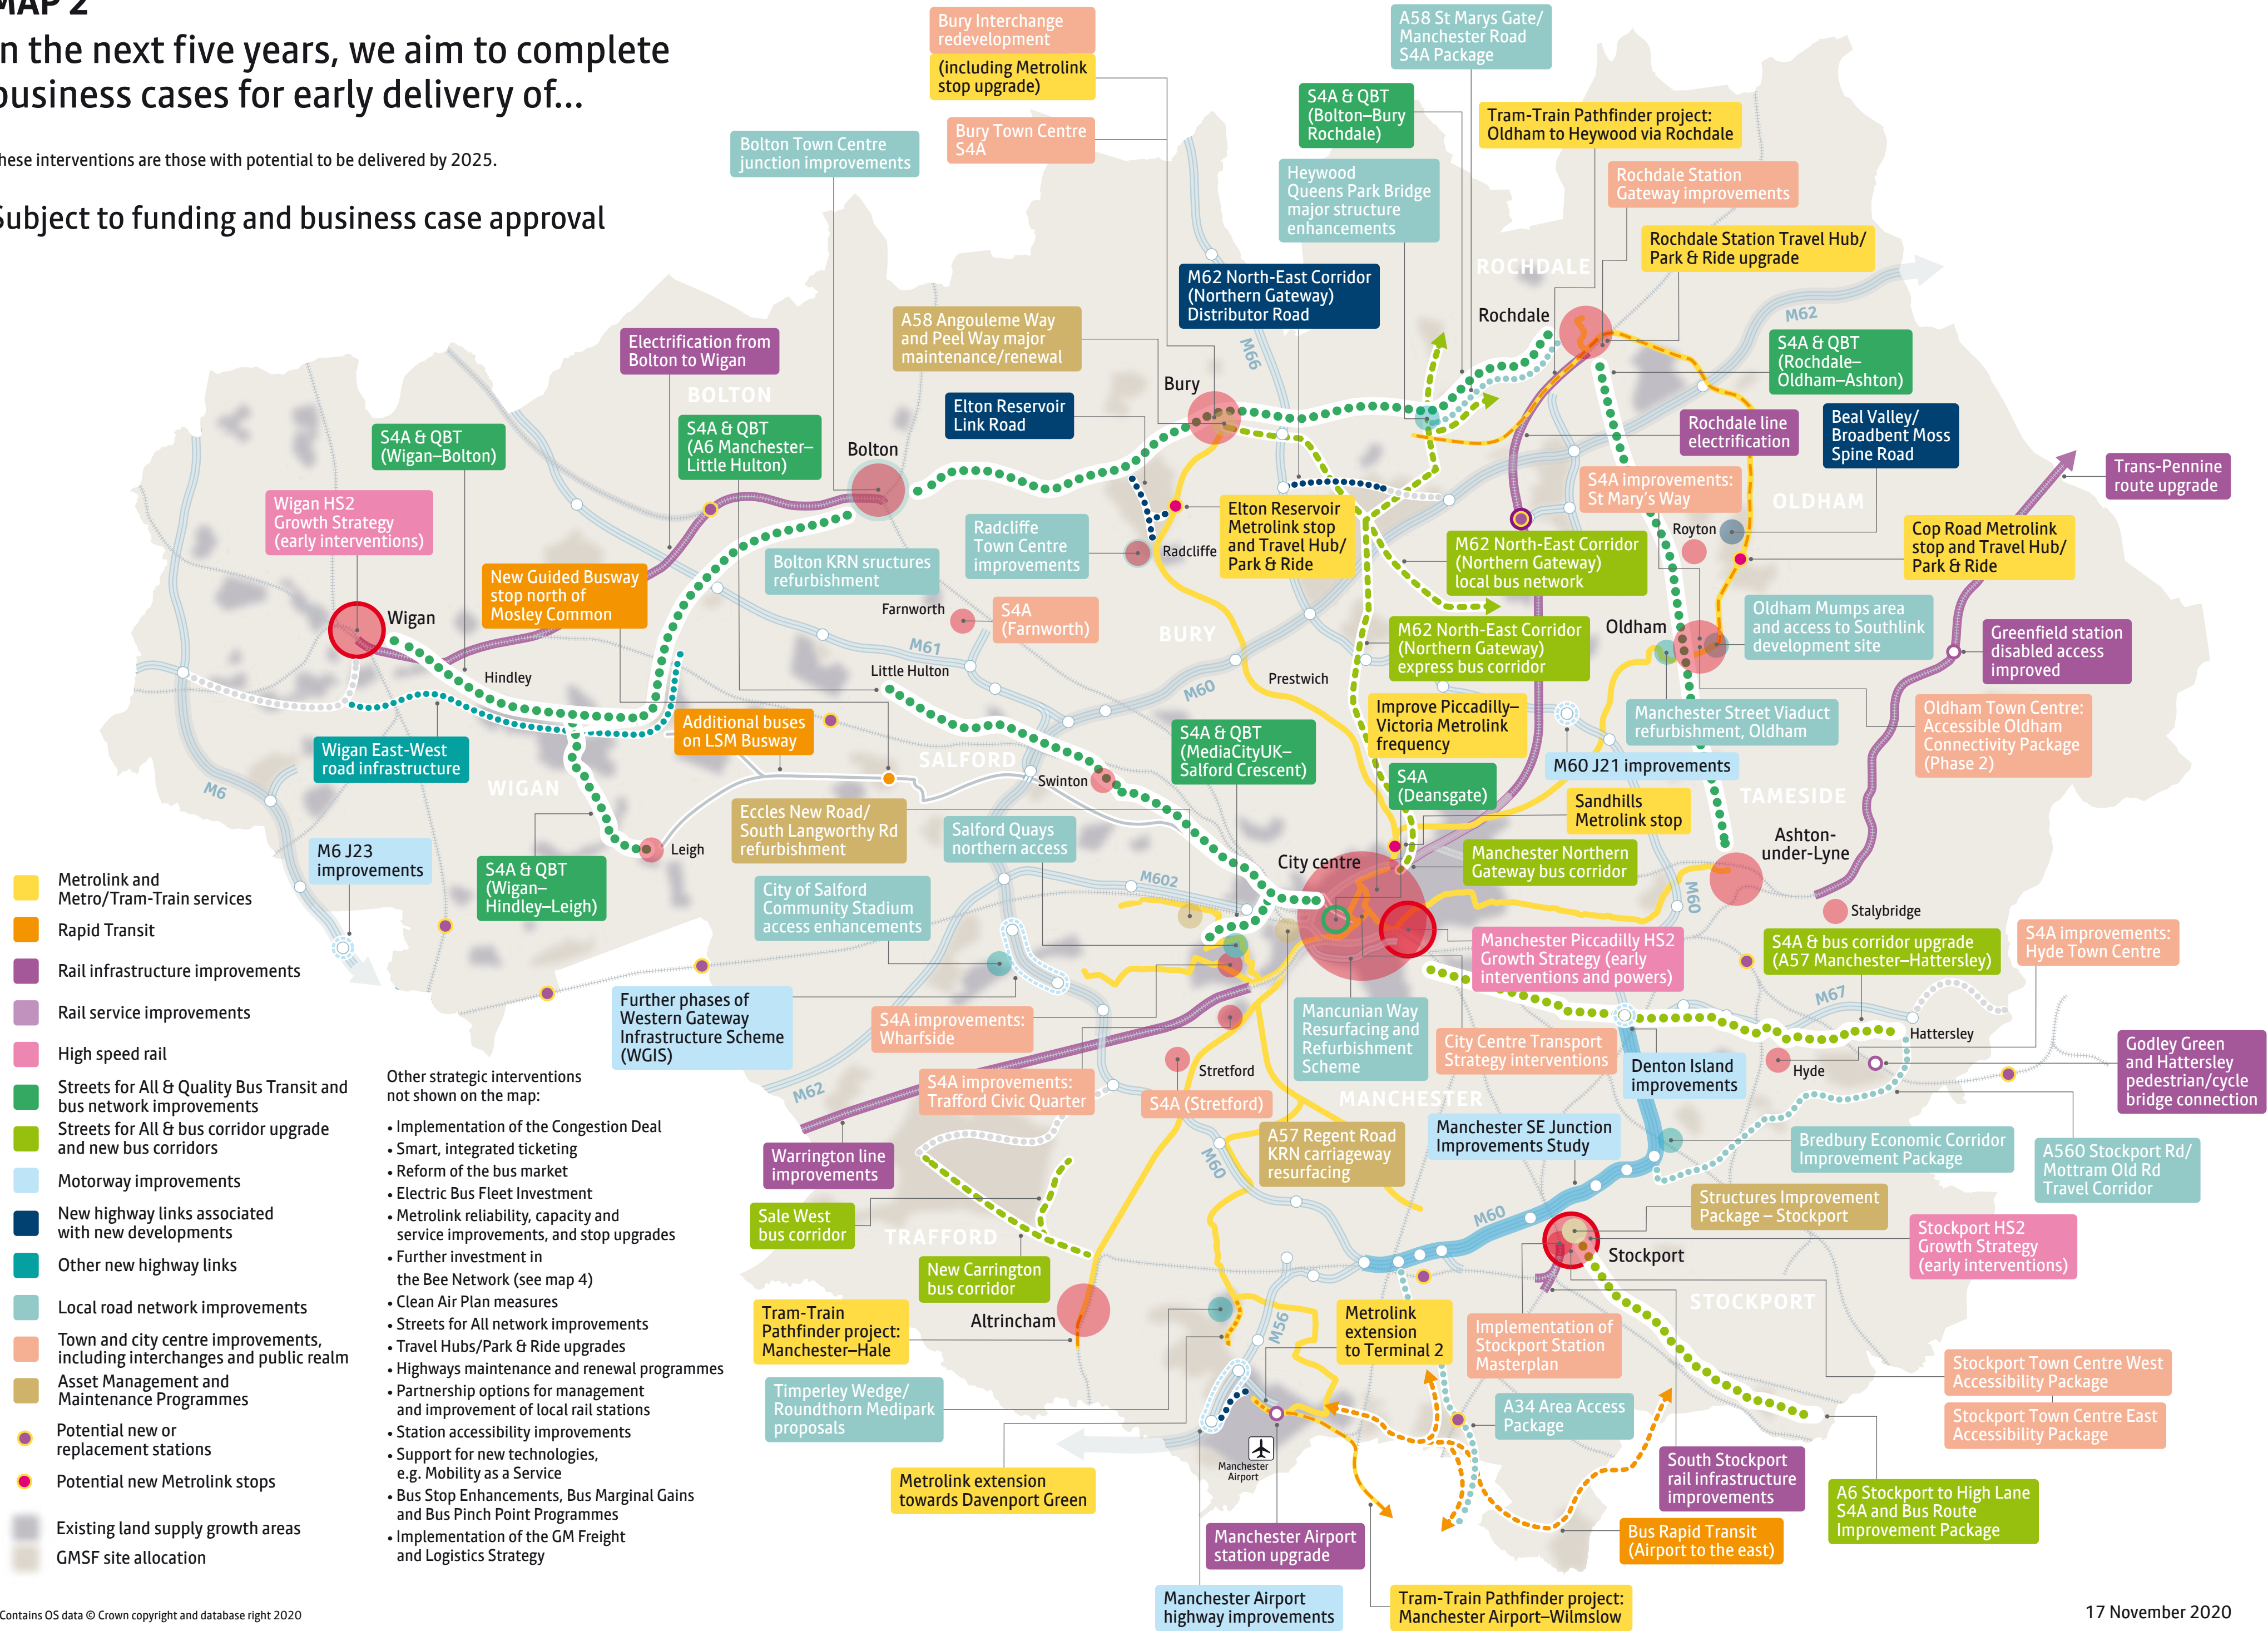 MAP 2
In the next five years, we aim to complete
business cases for early delivery of...
These interventions are those with potential to be delivered by 2025.
Subject to funding and business case approval
Bury Interchange
redevelopment
(including Metrolink
stop upgrade)
Bury Town Centre
S4A
A58 St Marys Gate/
Manchester Road
S4A Package
S4A & QBT
(Bolton–Bury
Rochdale)
Tram-Train Pathfinder project:
Oldham to Heywood via Rochdale
Bolton Town Centre
junction improvements
Heywood
Queens Park Bridge
major structure
enhancements
Rochdale Station
Gateway improvements
Rochdale Station Travel Hub/
Park & Ride upgrade
ROCHDALE
M62 North-East Corridor
(Northern Gateway)
Distributor Road
A58 Angouleme Way
and Peel Way major
maintenance/renewal
Electrification from
Bolton to Wigan
BOLTON
M66
Rochdale
M62
S4A & QBT
(Rochdale–
Oldham–Ashton)
Bury
Elton Reservoir
Link Road
S4A & QBT
(Wigan–Bolton)
S4A & QBT
(A6 Manchester–
Little Hulton)
Bolton
Rochdale line
electrification
Beal Valley/
Broadbent Moss
Spine Road
Trans-Pennine
route upgrade
S4A improvements:
St Mary's Way
OLDHAM
Wigan HS2
Growth Strategy
(early interventions)
Radcliffe
Town Centre
improvements
Radcliffe
Elton Reservoir
Metrolink stop
and Travel Hub/
Park & Ride
Royton
Cop Road Metrolink
stop and Travel Hub/
Park & Ride
Bolton KRN sructures
refurbishment
M62 North-East Corridor
(Northern Gateway)
local bus network
New Guided Busway
stop north of
Mosley Common
Wigan
Farnworth
S4A
(Farnworth)
BURY
M61
M62 North-East Corridor
(Northern Gateway)
express bus corridor
Oldham
Oldham Mumps area
and access to Southlink
development site
Greenfield station
disabled access
improved
Hindley
Little Hulton
M60
Prestwich
Improve Piccadilly–
Victoria Metrolink
frequency
Manchester Street Viaduct
refurbishment, Oldham
Oldham Town Centre:
Accessible Oldham
Connectivity Package
(Phase 2)
Additional buses
on LSM Busway
S4A & QBT
(MediaCityUK–
Salford Crescent)
Wigan East-West
road infrastructure
SALFORD
M60 J21 improvements
M6
WIGAN
Swinton
S4A
(Deansgate)
Sandhills
Metrolink stop
TAMESIDE
Eccles New Road/
South Langworthy Rd
refurbishment
Salford Quays
northern access
Ashton-
under-Lyne
M6 J23
improvements
Leigh
City centre
Manchester Northern
Gateway bus corridor
S4A & QBT
(Wigan–
Hindley–Leigh)
M602
City of Salford
Community Stadium
access enhancements
M60
Stalybridge
Manchester Piccadilly HS2
Growth Strategy (early
interventions and powers)
S4A & bus corridor upgrade
(A57 Manchester–Hattersley)
S4A improvements:
Hyde Town Centre
Further phases of
Western Gateway
Infrastructure Scheme
(WGIS)
S4A improvements:
Wharfside
Mancunian Way
Resurfacing and
Refurbishment
Scheme
City Centre Transport
Strategy interventions
M67
Hattersley
Denton Island
improvements
Hyde
Godley Green
and Hattersley
pedestrian/cycle
bridge connection
M62
S4A improvements:
Trafford Civic Quarter
Stretford
S4A (Stretford)
MANCHESTER
Warrington line
improvements
A57 Regent Road
KRN carriageway
resurfacing
Manchester SE Junction
Improvements Study
Bredbury Economic Corridor
Improvement Package
A560 Stockport Rd/
Mottram Old Rd
Travel Corridor
M60
Sale West
bus corridor
TRAFFORD
M60
Structures Improvement
Package – Stockport
Stockport HS2
Growth Strategy
(early interventions)
New Carrington
bus corridor
Stockport
STOCKPORT
Tram-Train
Pathfinder project:
Manchester–Hale
Altrincham
M56
Metrolink
extension
to Terminal 2
Implementation of
Stockport Station
Masterplan
Stockport Town Centre West
Accessibility Package
Stockport Town Centre East
Accessibility Package
Timperley Wedge/
Roundthorn Medipark
proposals
A34 Area Access
Package
Manchester
Airport
Metrolink extension
towards Davenport Green
South Stockport
rail infrastructure
improvements
A6 Stockport to High Lane
S4A and Bus Route
Improvement Package
Manchester Airport
station upgrade
Bus Rapid Transit
(Airport to the east)
Manchester Airport
highway improvements
Tram-Train Pathfinder project:
Manchester Airport–Wilmslow
Metrolink and
Metro/Tram-Train services
Rapid Transit
Rail infrastructure improvements
Rail service improvements
High speed rail
Streets for All & Quality Bus Transit and
bus network improvements
Streets for All & bus corridor upgrade
and new bus corridors
Motorway improvements
New highway links associated
with new developments
Other new highway links
Local road network improvements
Town and city centre improvements,
including interchanges and public realm
Asset Management and
Maintenance Programmes
Potential new or
replacement stations
Potential new Metrolink stops
Existing land supply growth areas
GMSF site allocation
Other strategic interventions
not shown on the map:
• Implementation of the Congestion Deal
• Smart, integrated ticketing
• Reform of the bus market
• Electric Bus Fleet Investment
• Metrolink reliability, capacity and
service improvements, and stop upgrades
• Further investment in
the Bee Network (see map 4)
• Clean Air Plan measures
• Streets for All network improvements
• Travel Hubs/Park & Ride upgrades
• Highways maintenance and renewal programmes
• Partnership options for management
and improvement of local rail stations
• Station accessibility improvements
• Support for new technologies,
e.g. Mobility as a Service
• Bus Stop Enhancements, Bus Marginal Gains
and Bus Pinch Point Programmes
• Implementation of the GM Freight
and Logistics Strategy
Contains OS data © Crown copyright and database right 2020
17 November 2020